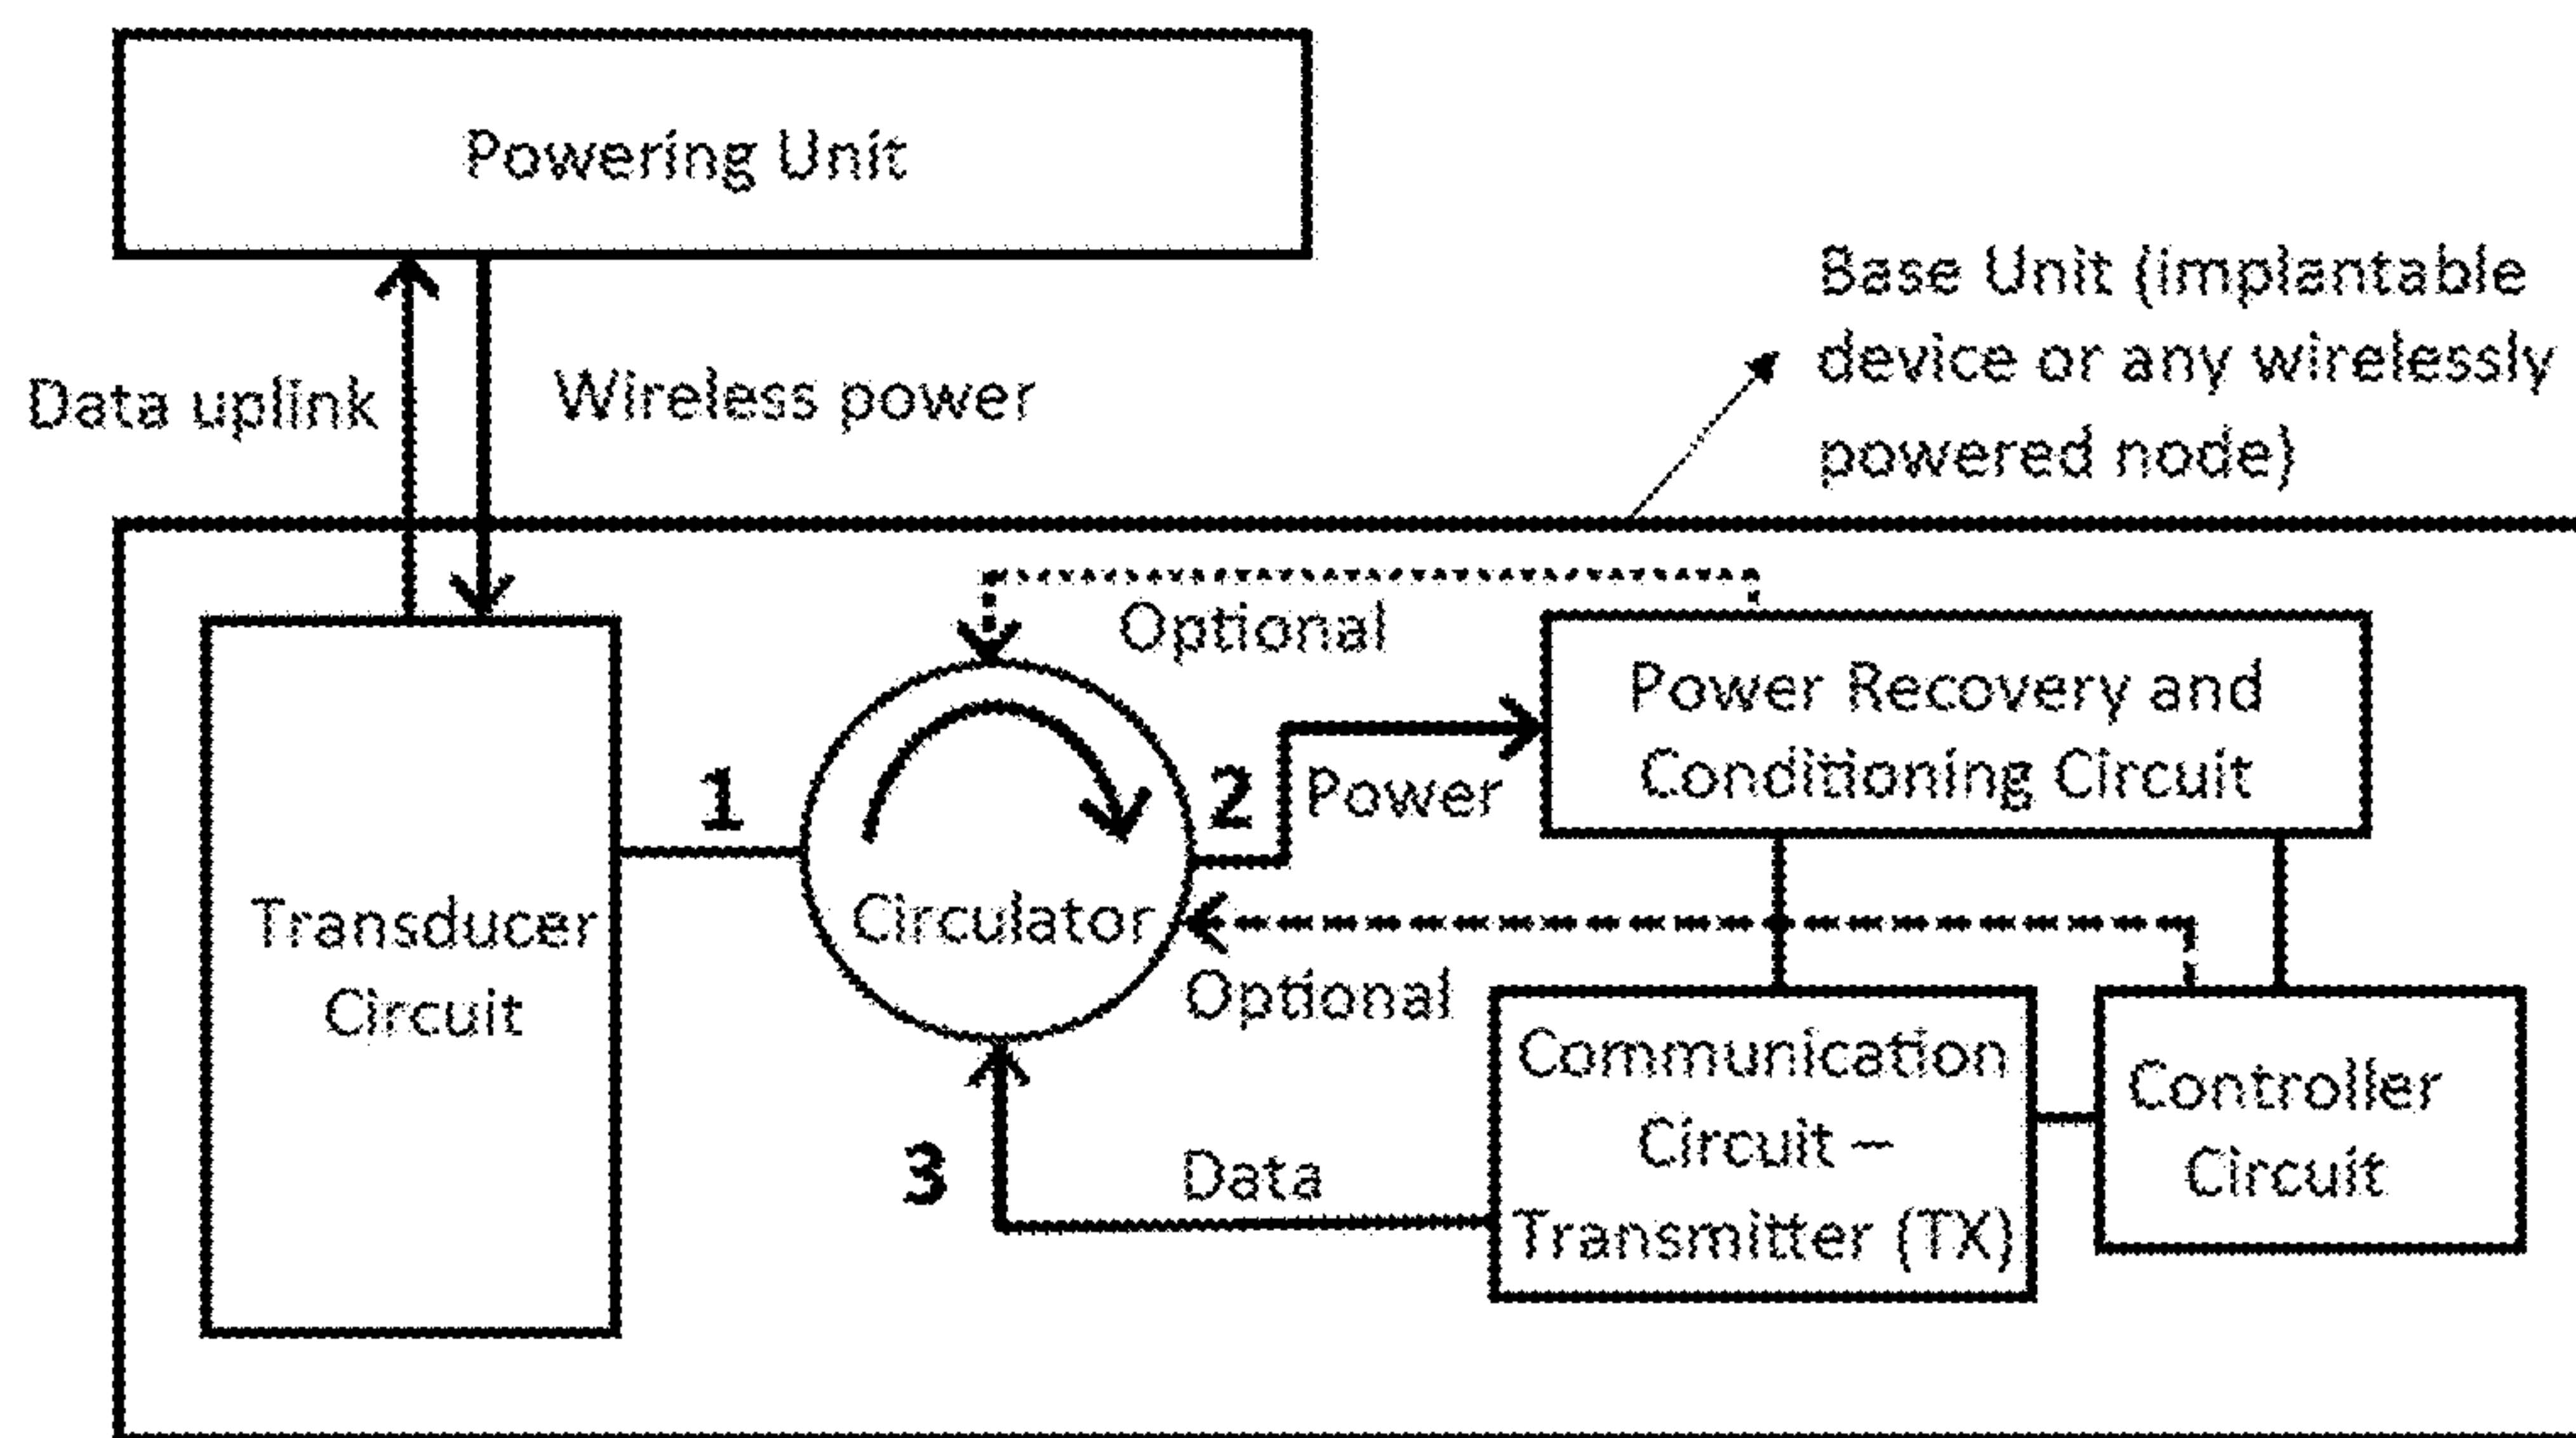 Powering Unit
Data uplink
Wireless power
Base Unit (implantable
device or any wirelessly
powered node)
Optional
Power Recovery and
Conditioning Circuit
1
2
Power
Transducer
Circuit
Circulator
Optional
Communication
Circuit –
Transmitter (TX)
Controller
Circuit
3
Data